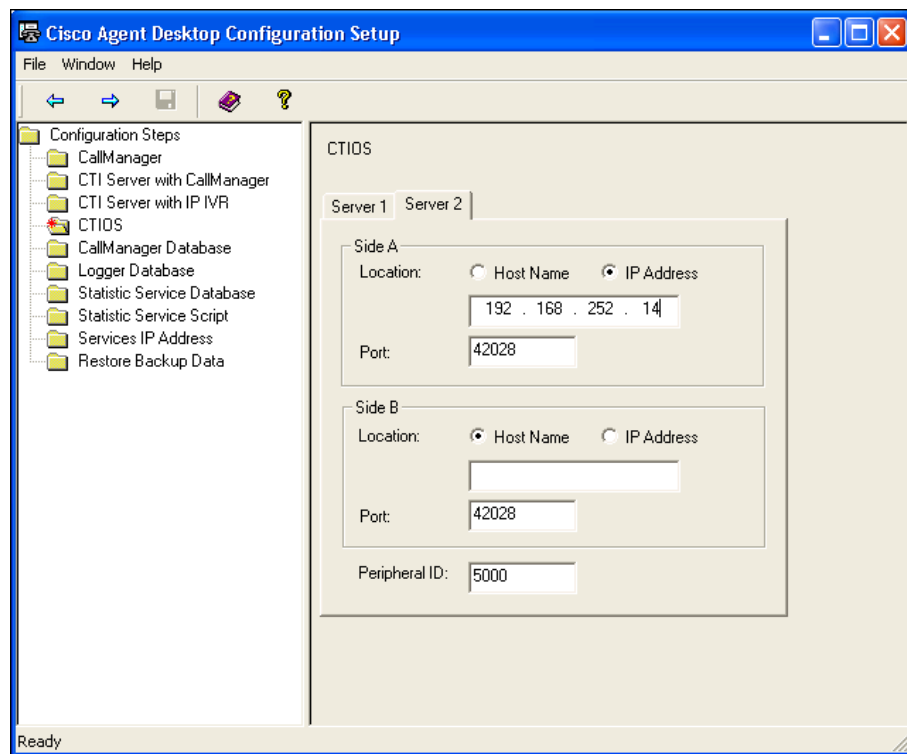 Cisco Agent Desktop Configuration Setup
File Window Help
Configuration Steps
CallManager
CTI Server with CallManager
CTI Server with IP IVR
CTIOS
CallManager Database
Logger Database
Statistic Service Database
Statistic Service Script
Services IP Address
Restore Backup Data
CTIOS
Server 1 Server 2
Side A
Location: Host Name IP Address
192 . 168 . 252 . 14
Port: 42028
Side B
Location: Host Name IP Address
Port: 42028
Peripheral ID: 5000
Ready